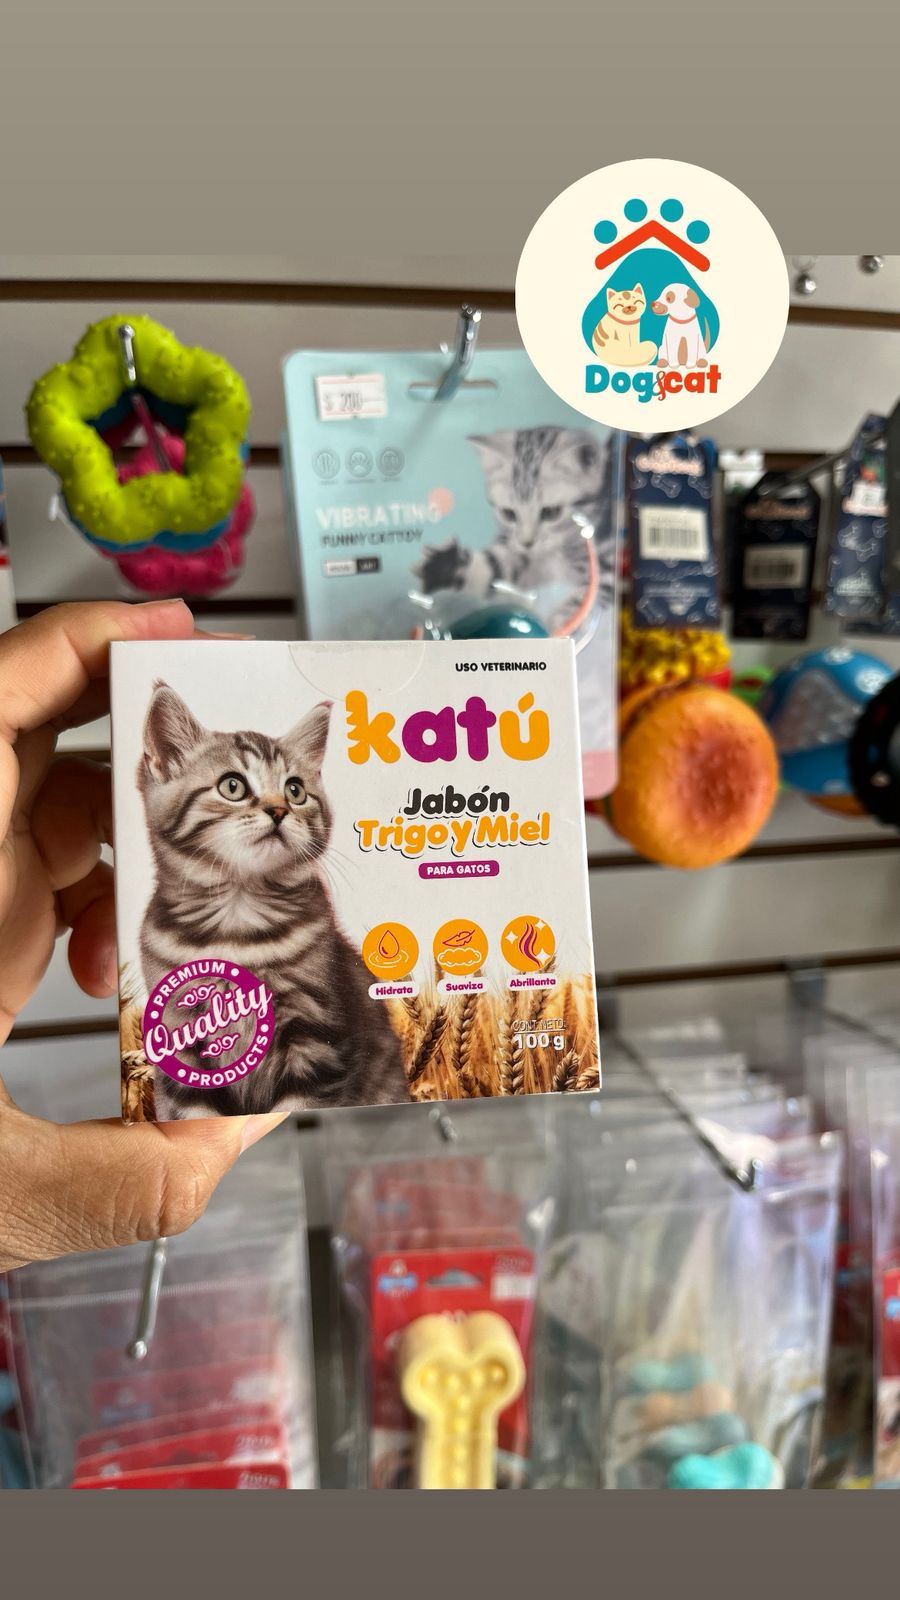 Dog&cat
$ 200
VIBRATING
FUNNY CAT TOY
USO VETERINARIO
katú
Jabón
Trigo y Miel
PARA GATOS
Hidrata
Suaviza
Abrillanta
PREMIUM
Quality
PRODUCTS
CONT. NETO:
100 g